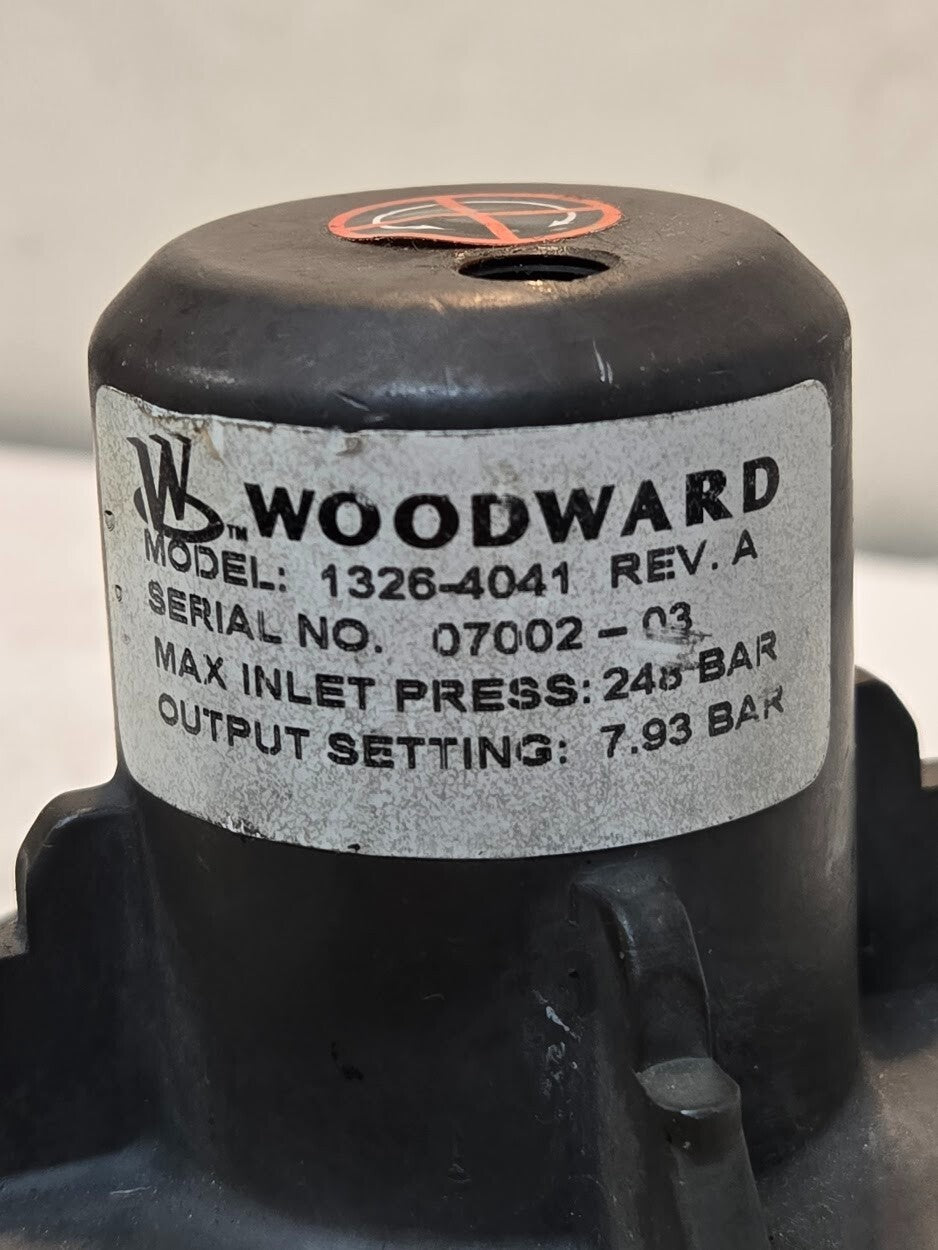 W™ WOODWARD
MODEL: 1326-4041 REV. A
SERIAL NO. 07002-03
MAX INLET PRESS: 248 BAR
OUTPUT SETTING: 7.93 BAR